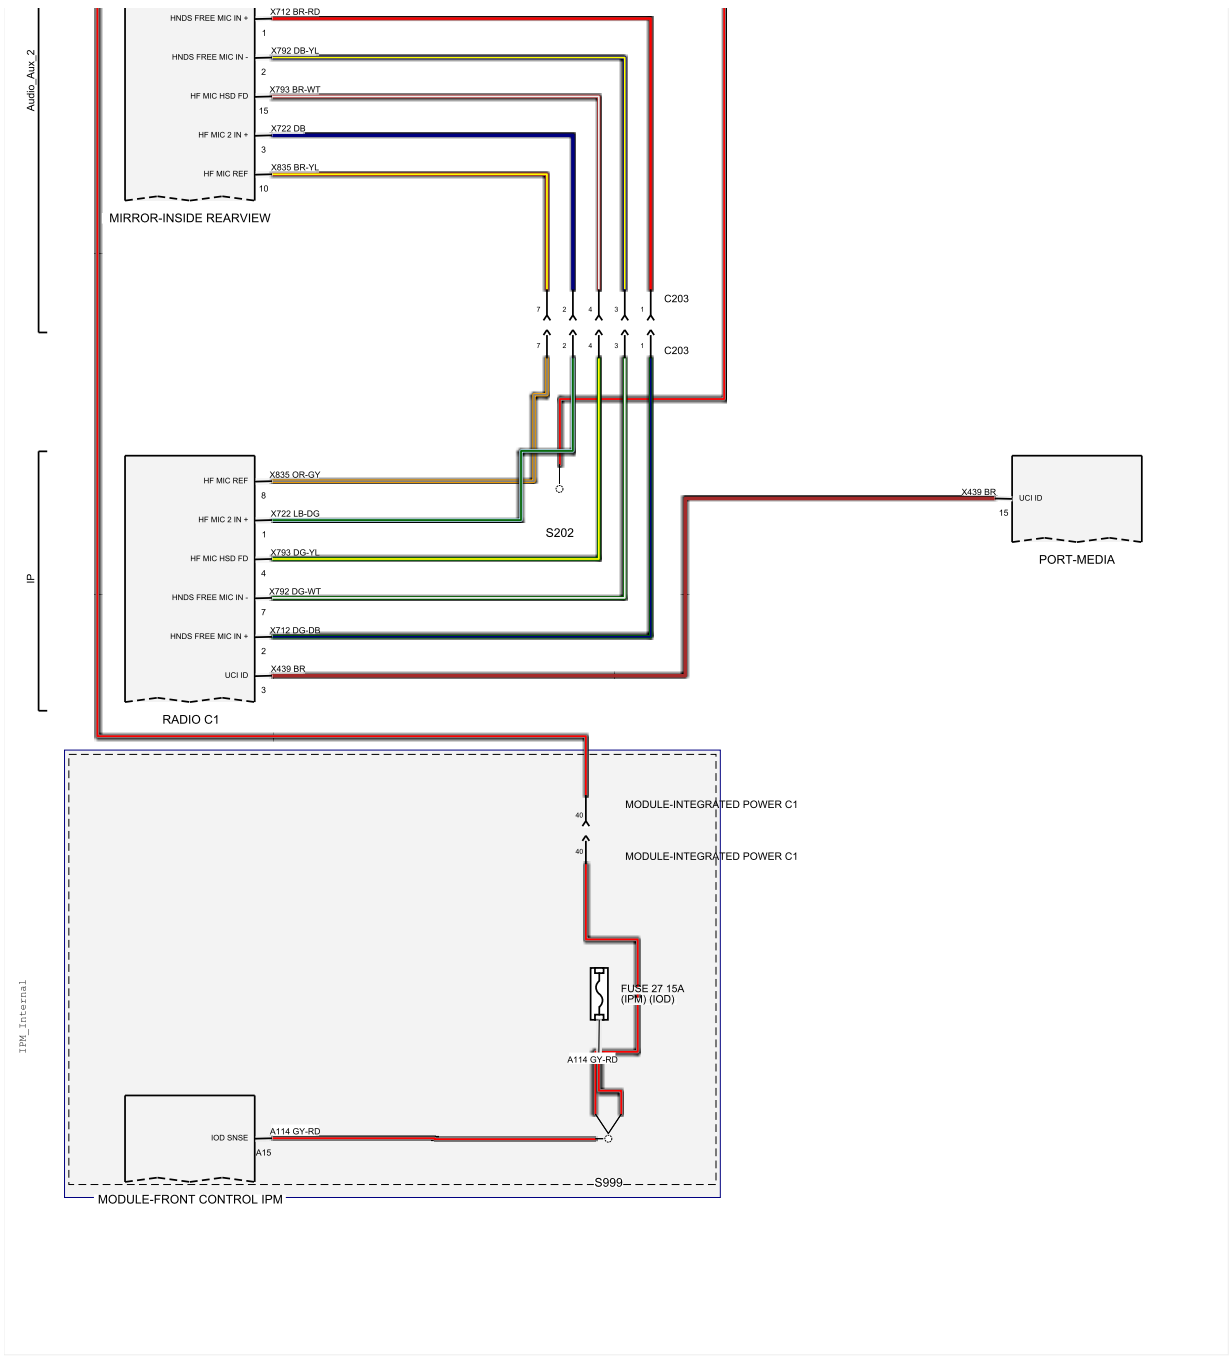 Audio_Aux_2
HNDS FREE MIC IN +
X712 BR-RD
1
HNDS FREE MIC IN -
X792 DB-YL
2
HF MIC HSD FD
X793 BR-WT
15
HF MIC 2 IN +
X722 DB
3
HF MIC REF
X835 BR-YL
10
MIRROR-INSIDE REARVIEW
7 2 4 3 1
C203
7 2 4 3 1
C203
IP
HF MIC REF
X835 OR-GY
8
HF MIC 2 IN +
X722 LB-DG
1
HF MIC HSD FD
X793 DG-YL
4
HNDS FREE MIC IN -
X792 DG-WT
7
HNDS FREE MIC IN +
X712 DG-DB
2
UCI ID
X439 BR
3
RADIO C1
S202
X439 BR
15
UCI ID
PORT-MEDIA
40
MODULE-INTEGRATED POWER C1
40
MODULE-INTEGRATED POWER C1
IPM_Internal
FUSE 27 15A
(IPM) (IOD)
A114 GY-RD
IOD SNSE
A114 GY-RD
A15
S999
MODULE-FRONT CONTROL IPM